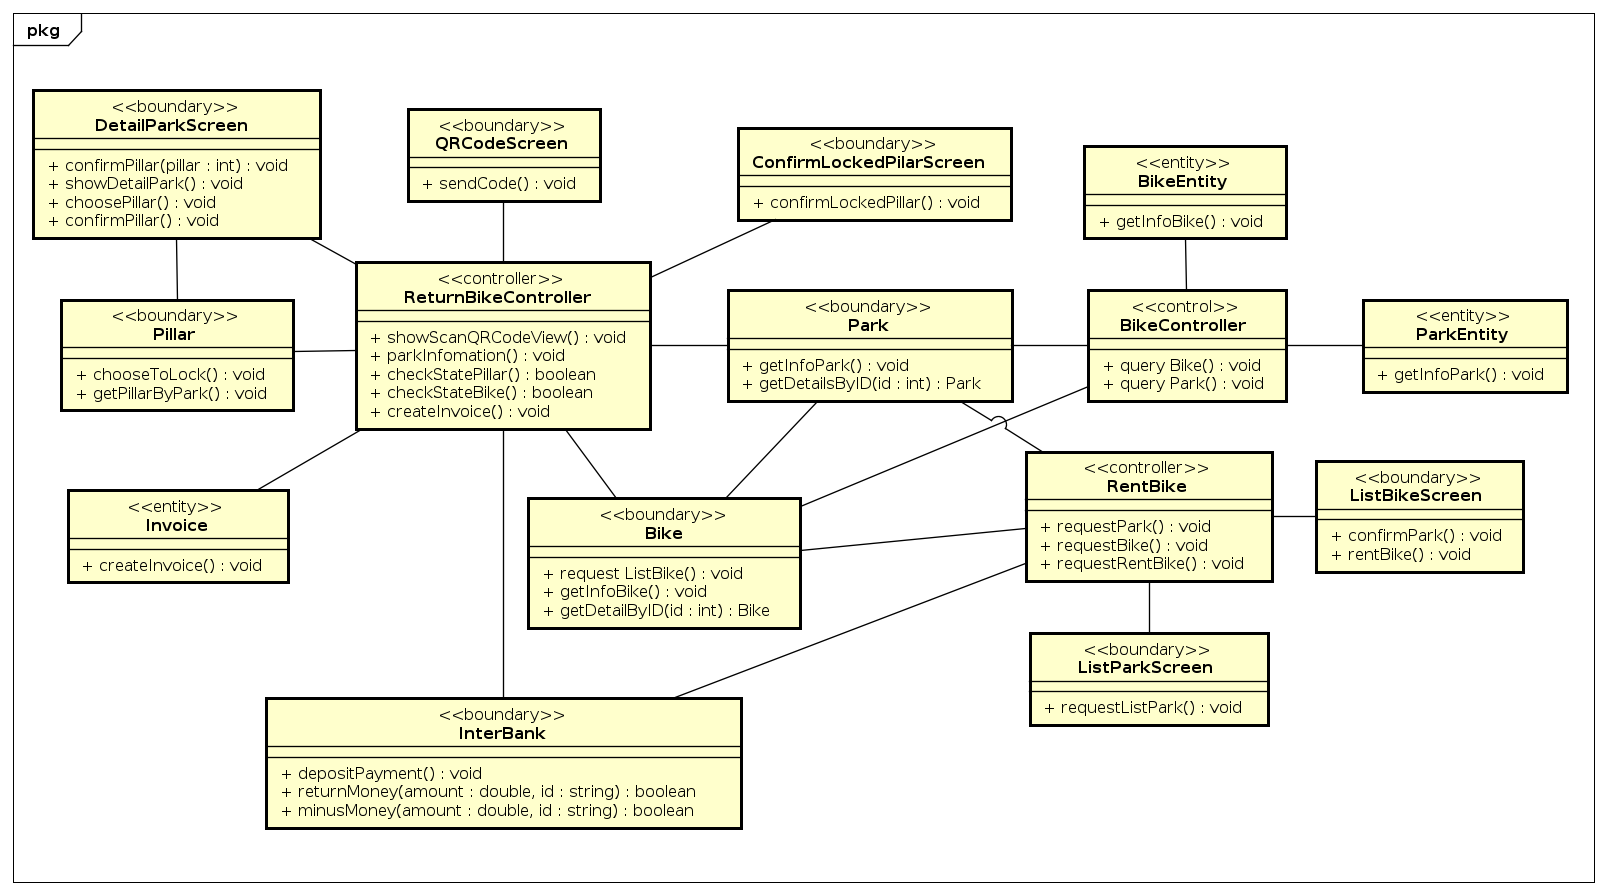 pkg
<<boundary>>
DetailParkScreen
+ confirmPillar(pillar : int) : void
+ showDetailPark() : void
+ choosePillar() : void
+ confirmPillar() : void
<<boundary>>
QRCodeScreen
+ sendCode() : void
<<boundary>>
ConfirmLockedPilarScreen
+ confirmLockedPillar() : void
<<entity>>
BikeEntity
+ getInfoBike() : void
<<controller>>
ReturnBikeController
+ showScanQRCodeView() : void
+ parkInfomation() : void
+ checkStatePillar() : boolean
+ checkStateBike() : boolean
+ createInvoice() : void
<<boundary>>
Pillar
+ chooseToLock() : void
+ getPillarByPark() : void
<<boundary>>
Park
+ getInfoPark() : void
+ getDetailsByID(id : int) : Park
<<control>>
BikeController
+ query Bike() : void
+ query Park() : void
<<entity>>
ParkEntity
+ getInfoPark() : void
<<entity>>
Invoice
+ createInvoice() : void
<<boundary>>
Bike
+ request ListBike() : void
+ getInfoBike() : void
+ getDetailByID(id : int) : Bike
<<controller>>
RentBike
+ requestPark() : void
+ requestBike() : void
+ requestRentBike() : void
<<boundary>>
ListBikeScreen
+ confirmPark() : void
+ rentBike() : void
<<boundary>>
ListParkScreen
+ requestListPark() : void
<<boundary>>
InterBank
+ depositPayment() : void
+ returnMoney(amount : double, id : string) : boolean
+ minusMoney(amount : double, id : string) : boolean